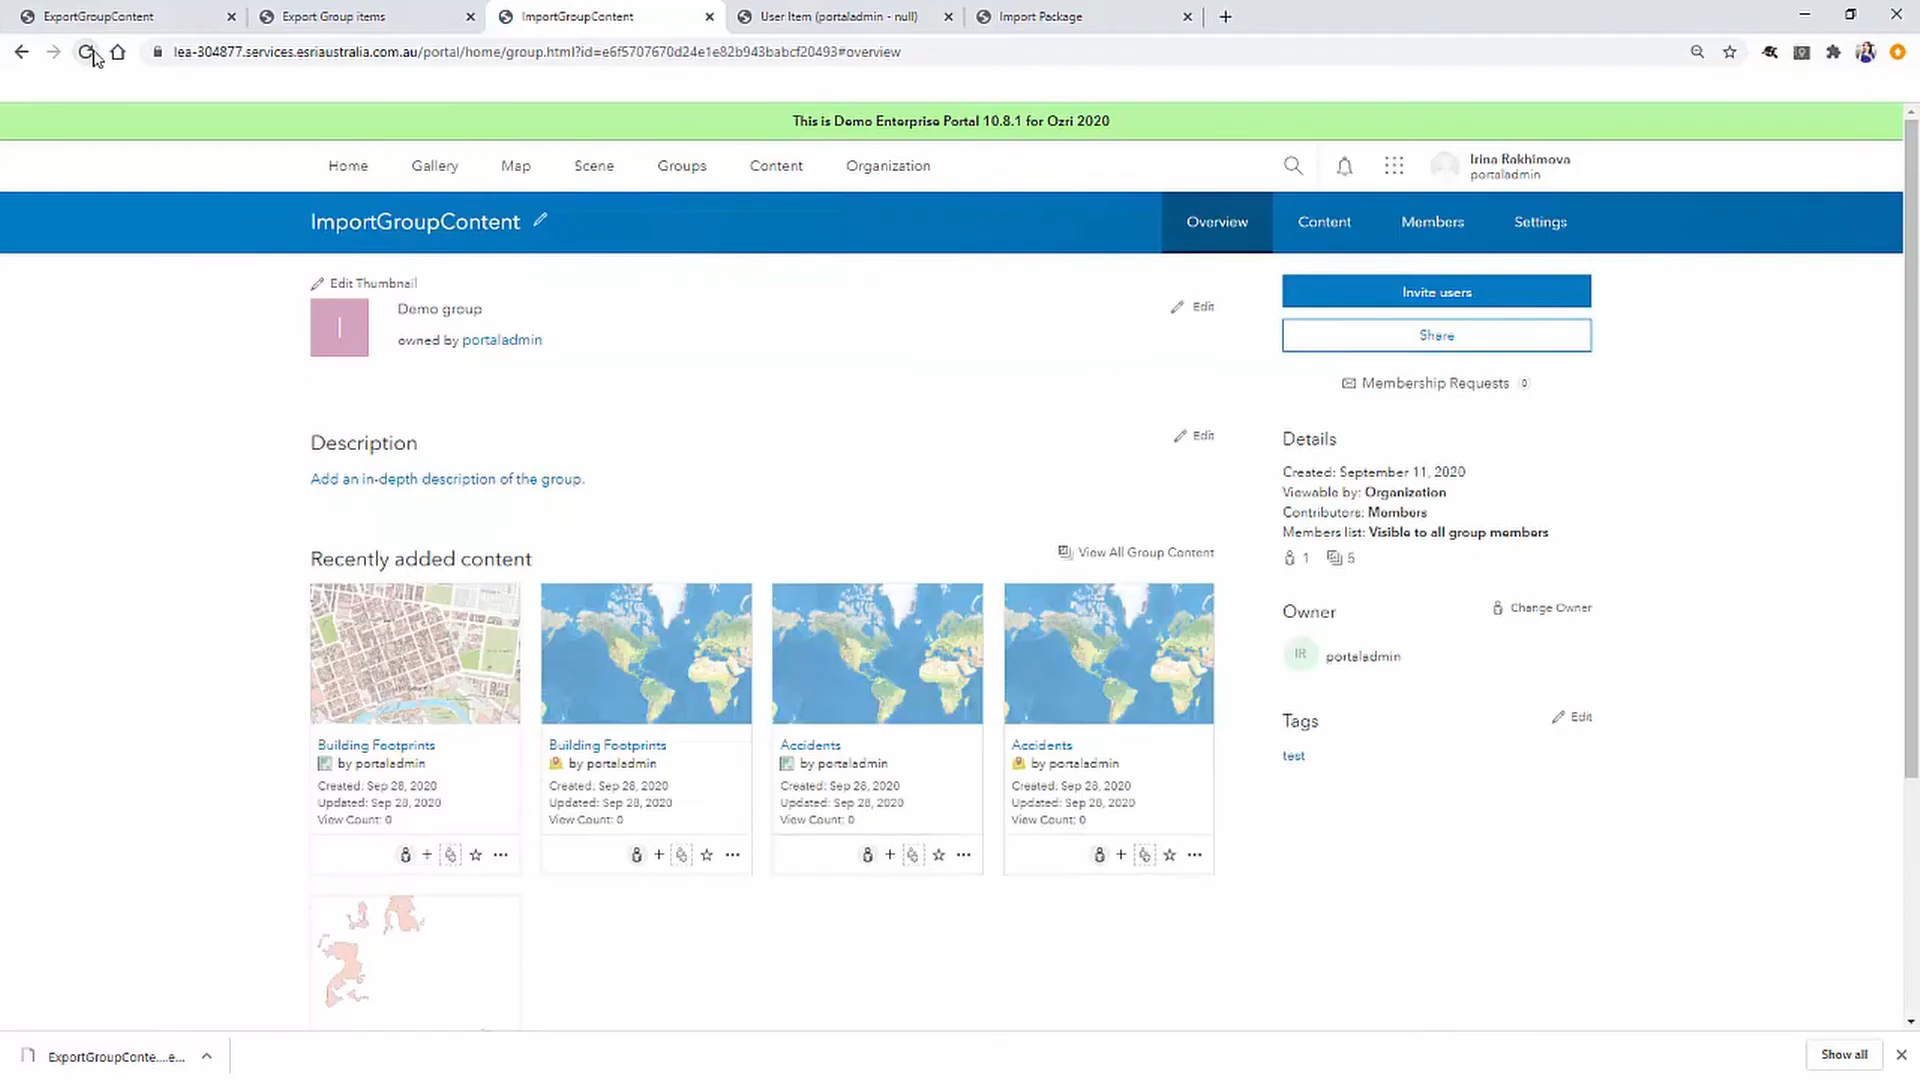 ExportGroupContent
Export Group items
ImportGroupContent
User Item (portaladmin - null)
Import Package
lea-304877.services.esriaustralia.com.au/portal/home/group.html?id=e6f5707670d24e1e82b943babcf20493#overview
This is Demo Enterprise Portal 10.8.1 for Ozri 2020
Home Gallery Map Scene Groups Content Organization
Irina Rakhimova
portaladmin
ImportGroupContent
Overview Content Members Settings
Edit Thumbnail
I
Demo group
owned by portaladmin
Edit
Invite users
Share
Membership Requests 0
Description
Edit
Add an in-depth description of the group.
Details
Created: September 11, 2020
Viewable by: Organization
Contributors: Members
Members list: Visible to all group members
1 5
Recently added content
View All Group Content
Building Footprints
by portaladmin
Created: Sep 28, 2020
Updated: Sep 28, 2020
View Count: 0
Building Footprints
by portaladmin
Created: Sep 28, 2020
Updated: Sep 28, 2020
View Count: 0
Accidents
by portaladmin
Created: Sep 28, 2020
Updated: Sep 28, 2020
View Count: 0
Accidents
by portaladmin
Created: Sep 28, 2020
Updated: Sep 28, 2020
View Count: 0
Owner
Change Owner
IR
portaladmin
Tags
Edit
test
ExportGroupConte....e...
Show all